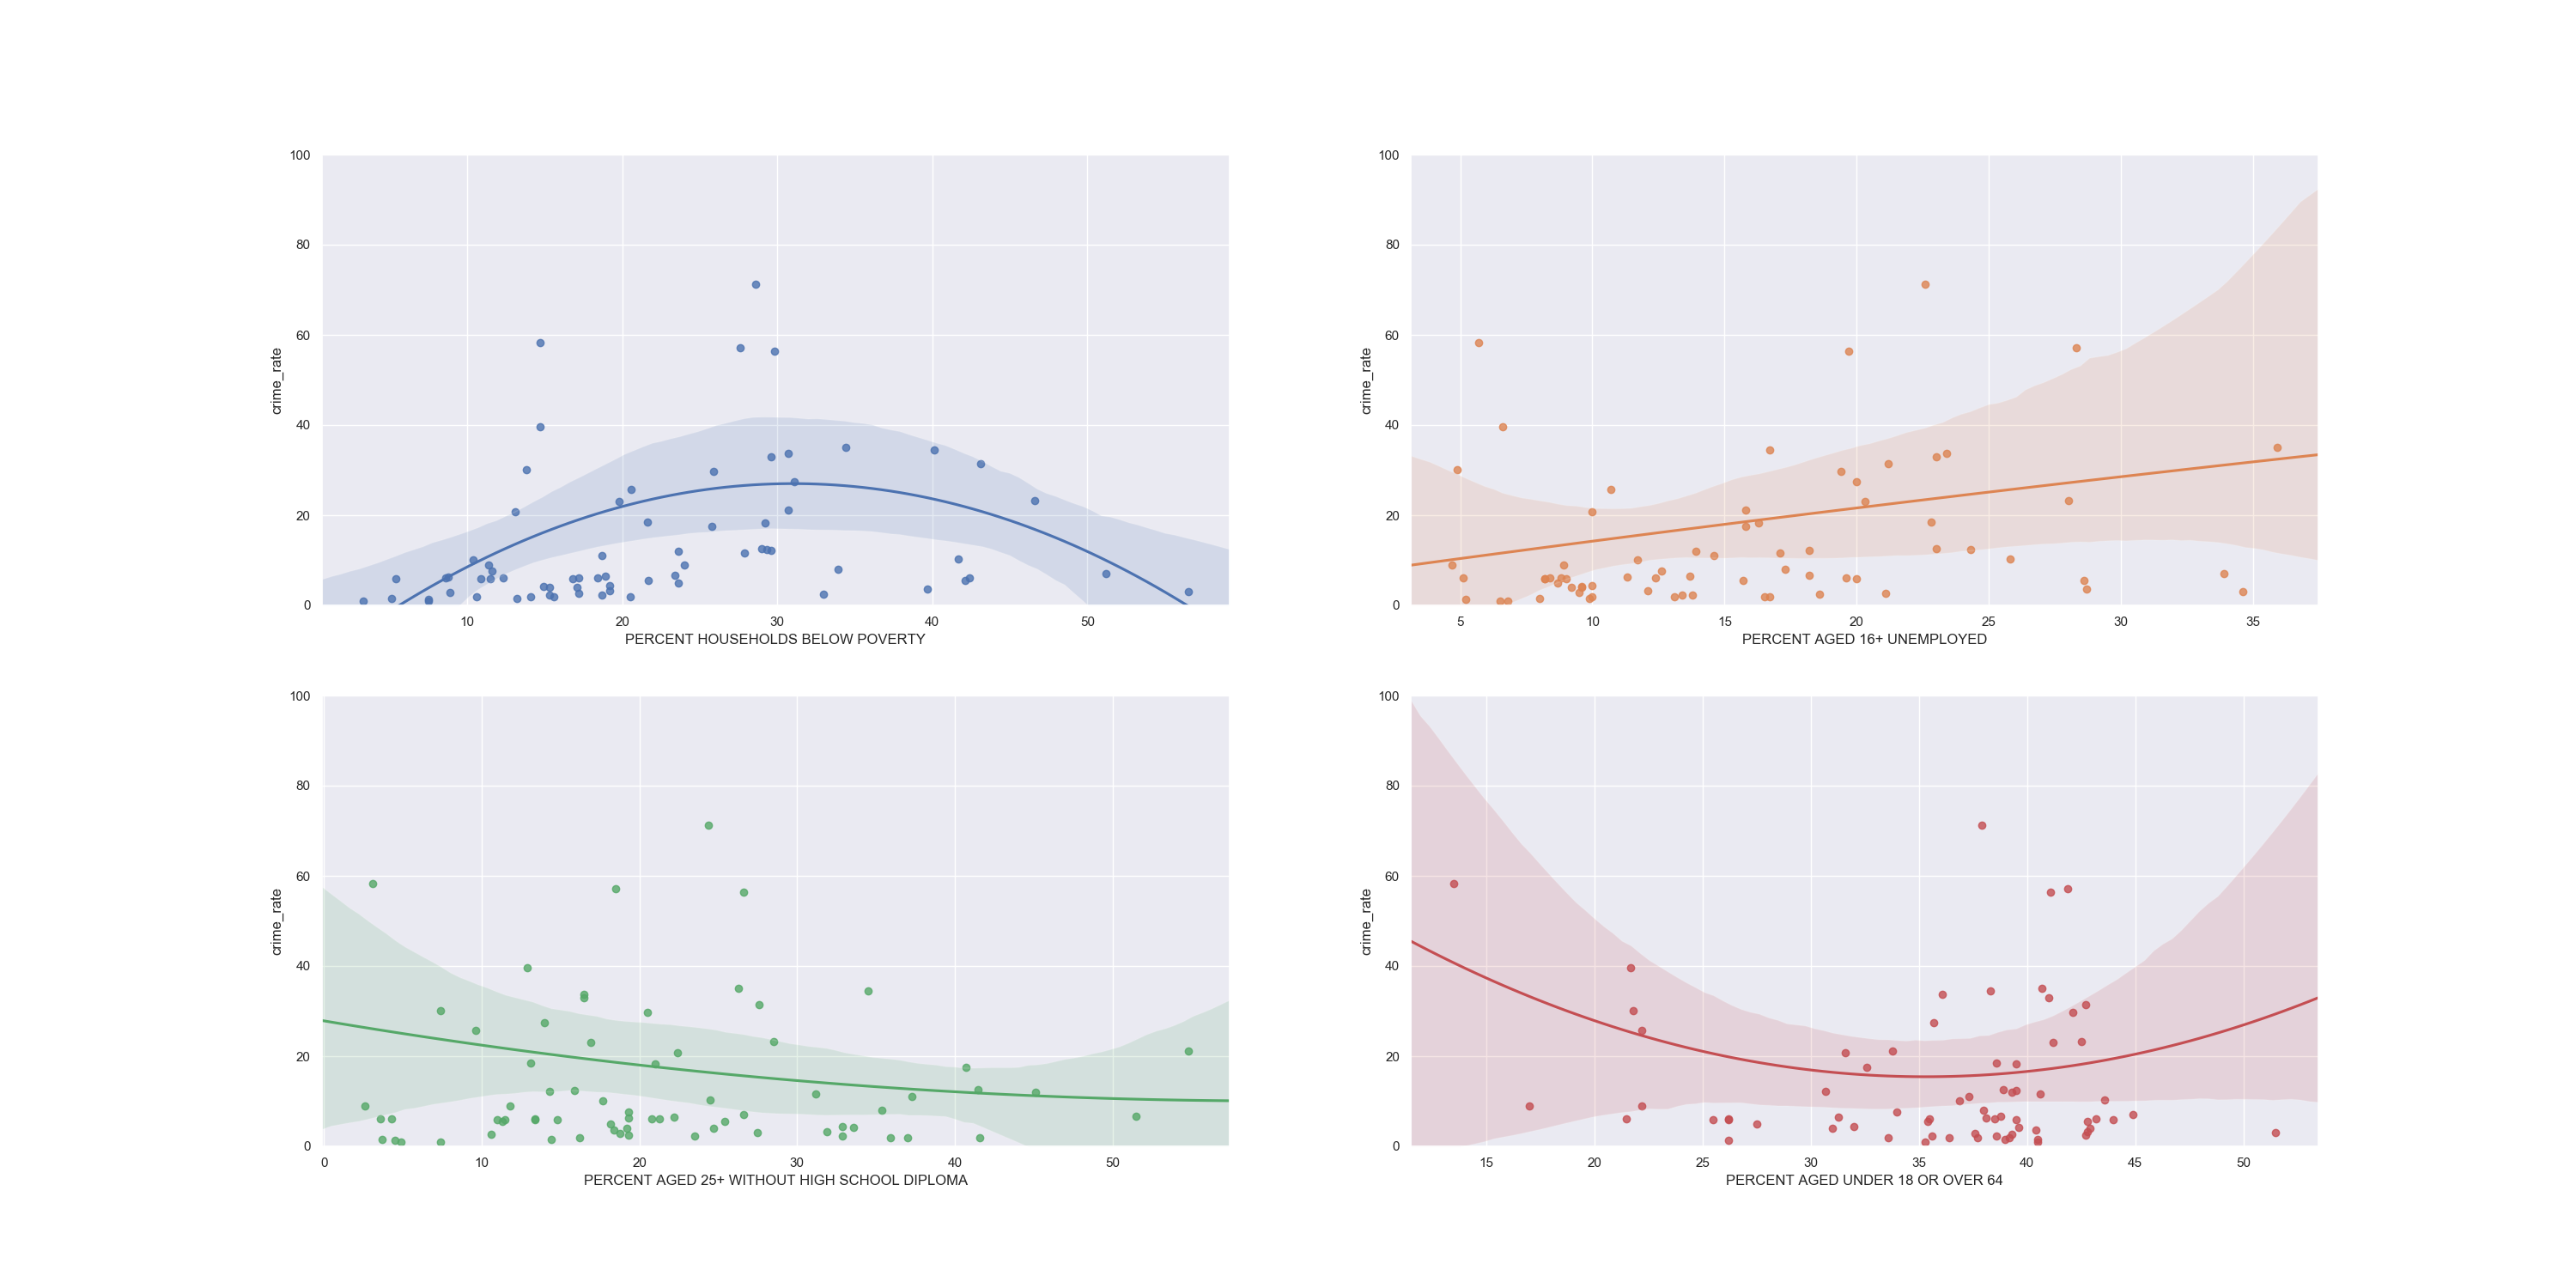 100
80
60
40
20
0
crime_rate
10 20 30 40 50
PERCENT HOUSEHOLDS BELOW POVERTY
100
80
60
40
20
0
crime_rate
5 10 15 20 25 30 35
PERCENT AGED 16+ UNEMPLOYED
100
80
60
40
20
0
crime_rate
0 10 20 30 40 50
PERCENT AGED 25+ WITHOUT HIGH SCHOOL DIPLOMA
100
80
60
40
20
0
crime_rate
15 20 25 30 35 40 45 50
PERCENT AGED UNDER 18 OR OVER 64